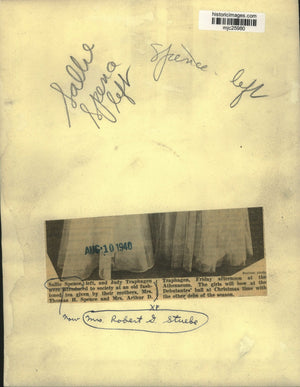 historicimages.com
mjc25980
Sallie
Spence
left
Spence - left
AUG 10 1940
Sallie Spence, left, and Judy Traphagen
were introduced to society at an old fash-
ioned tea given by their mothers, Mrs.
Thomas H. Spence and Mrs. Arthur D.
Traphagen, Friday afternoon at the
Athenaeum. The girls will bow at the
Debutantes' ball at Christmas time with
the other debs of the season.
now Mrs. Robert G. Stuebe